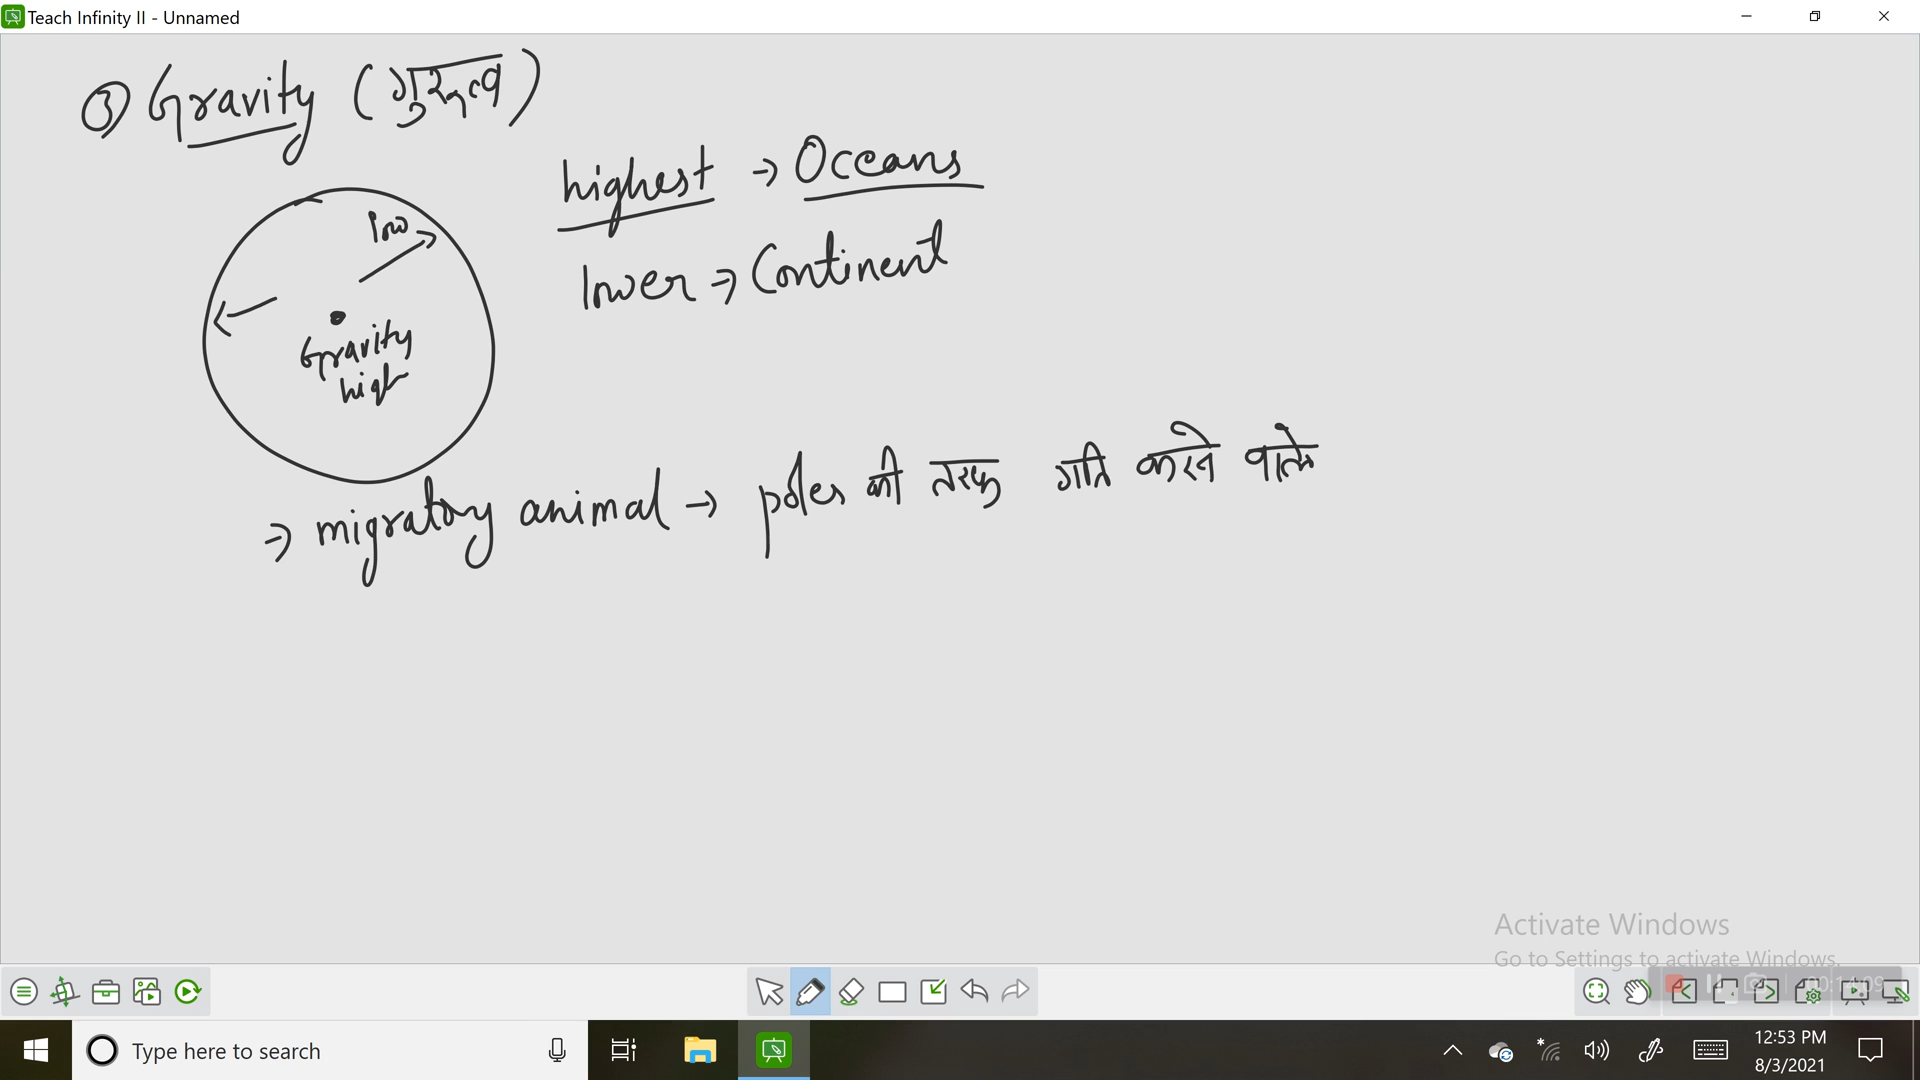 Teach Infinity II - Unnamed
③ Gravity (गुरुत्व)
highest → Oceans
low
lower → Continent
Gravity
high
→ migratory animal → poles की तरफ गति करने वाले
Activate Windows
Go to Settings to activate Windows.
Type here to search
12:53 PM
8/3/2021